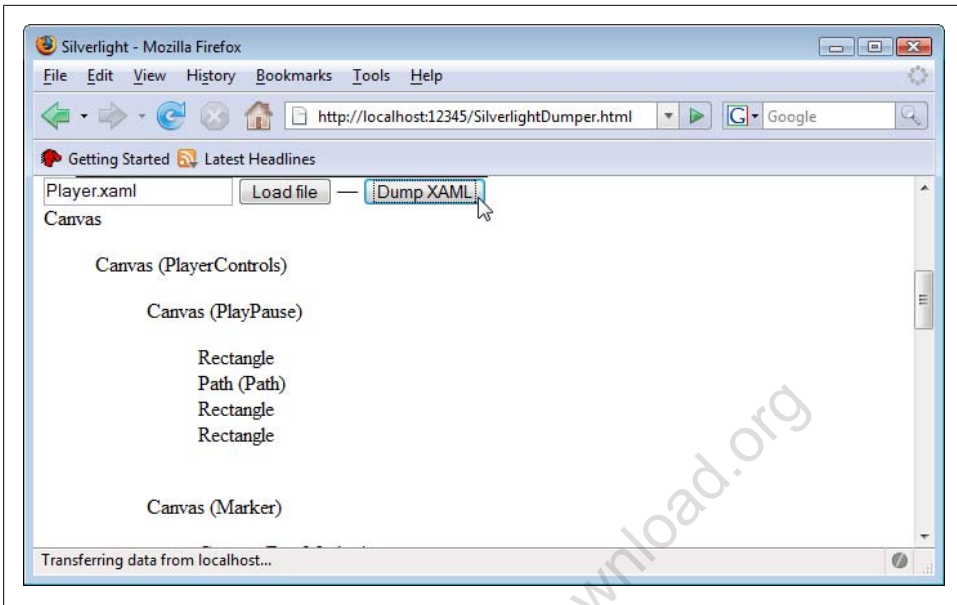 Silverlight - Mozilla Firefox
File Edit View History Bookmarks Tools Help
http://localhost:12345/SilverlightDumper.html G Google
Getting Started Latest Headlines
Player.xaml Load file — Dump XAML
Canvas
Canvas (PlayerControls)
Canvas (PlayPause)
Rectangle
Path (Path)
Rectangle
Rectangle
Canvas (Marker)
Transferring data from localhost...
nload.org